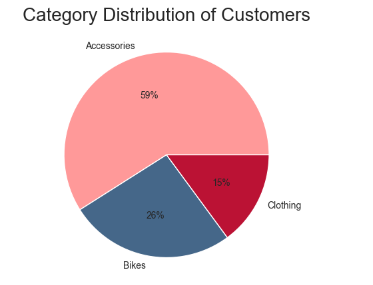 Category Distribution of Customers
Accessories
59%
15%
Clothing
26%
Bikes